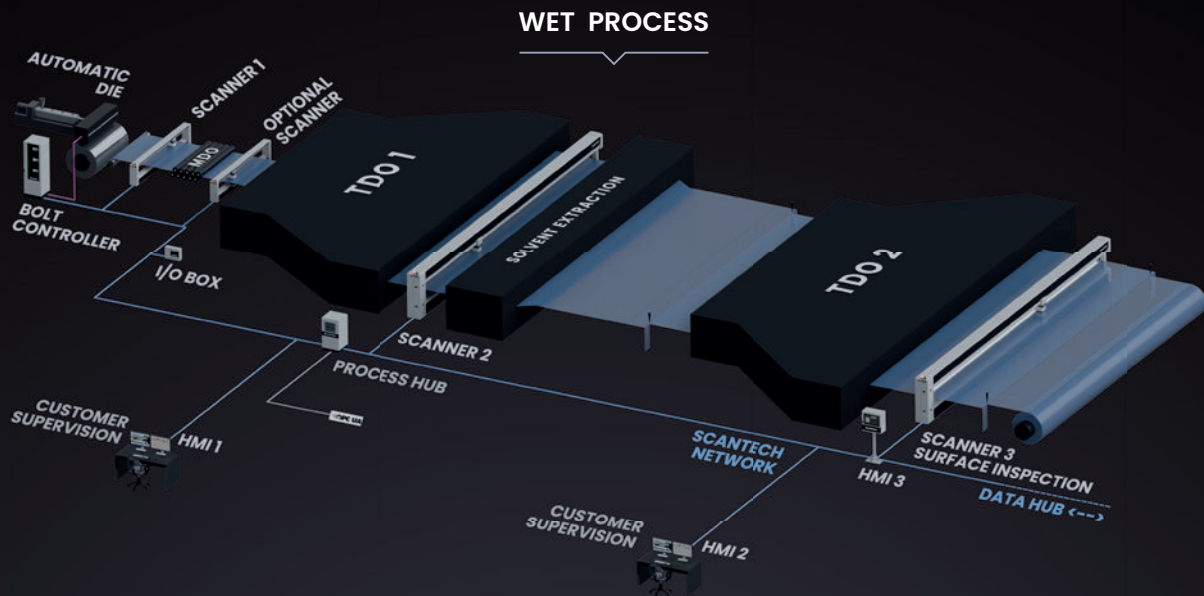 WET PROCESS
AUTOMATIC
DIE
SCANNER 1
OPTIONAL
SCANNER
MDO
TDO 1
SOLVENT EXTRACTION
TDO 2
BOLT
CONTROLLER
I/O BOX
SCANNER 2
PROCESS HUB
OPC UA
CUSTOMER
SUPERVISION
HMI 1
SCANTECH
NETWORK
SCANNER 3
SURFACE INSPECTION
HMI 3
DATA HUB <-->
CUSTOMER
SUPERVISION
HMI 2